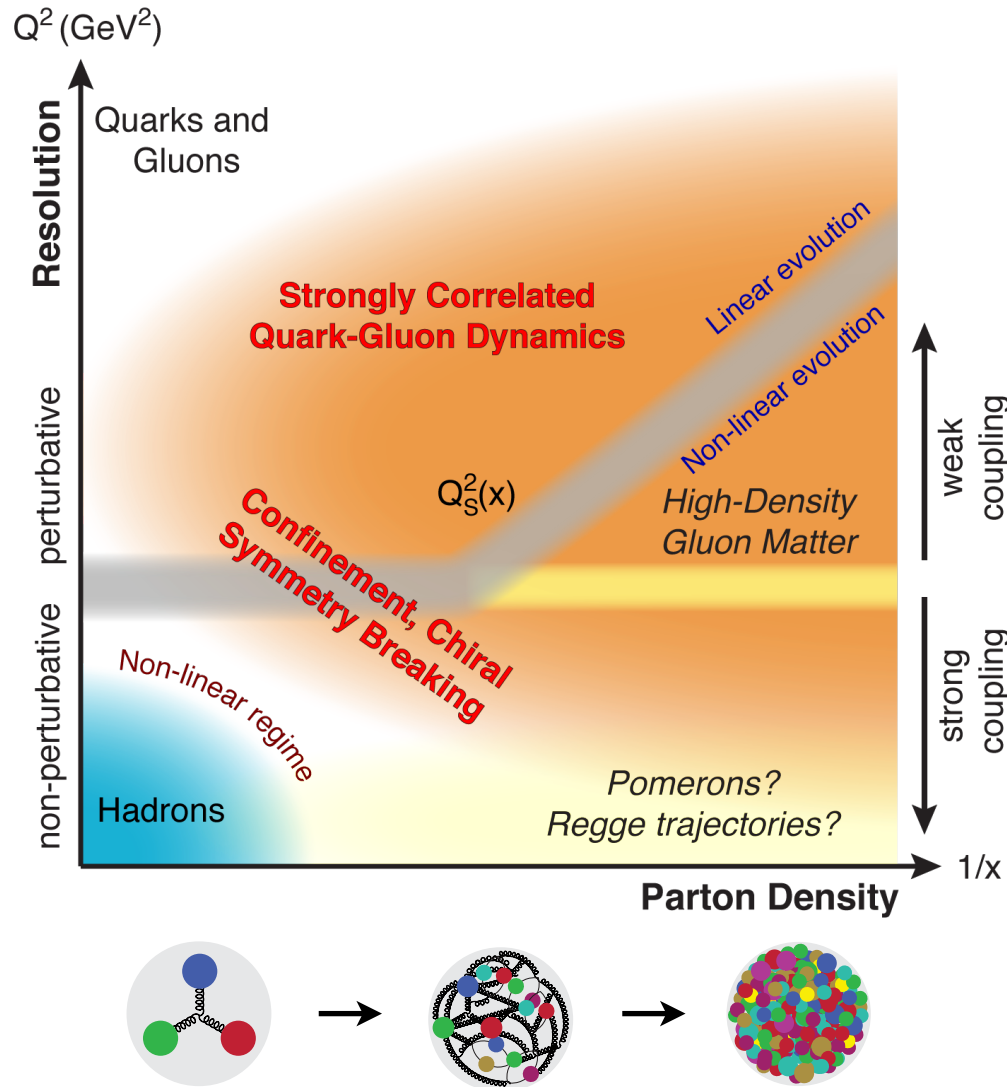 Q² (GeV²)
Resolution
Quarks and
Gluons
Strongly Correlated
Quark-Gluon Dynamics
Linear evolution
Non-linear evolution
perturbative
non-perturbative
Q²S(x)
High-Density
Gluon Matter
weak
coupling
strong
coupling
Confinement, Chiral
Symmetry Breaking
Non-linear regime
Hadrons
Pomerons?
Regge trajectories?
1/x
Parton Density